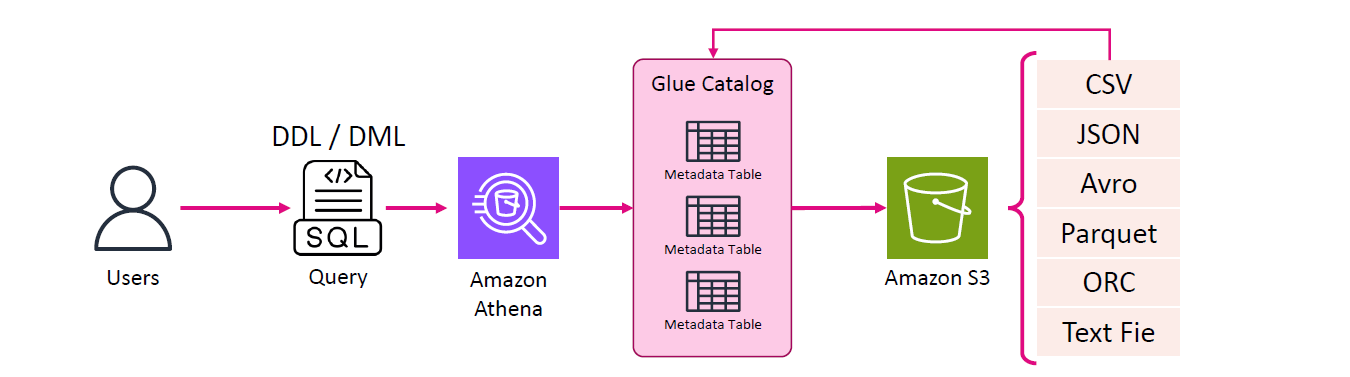 DDL / DML
</>
SQL
Users
Query
Amazon
Athena
Glue Catalog
Metadata Table
Metadata Table
Metadata Table
Amazon S3
CSV
JSON
Avro
Parquet
ORC
Text Fie